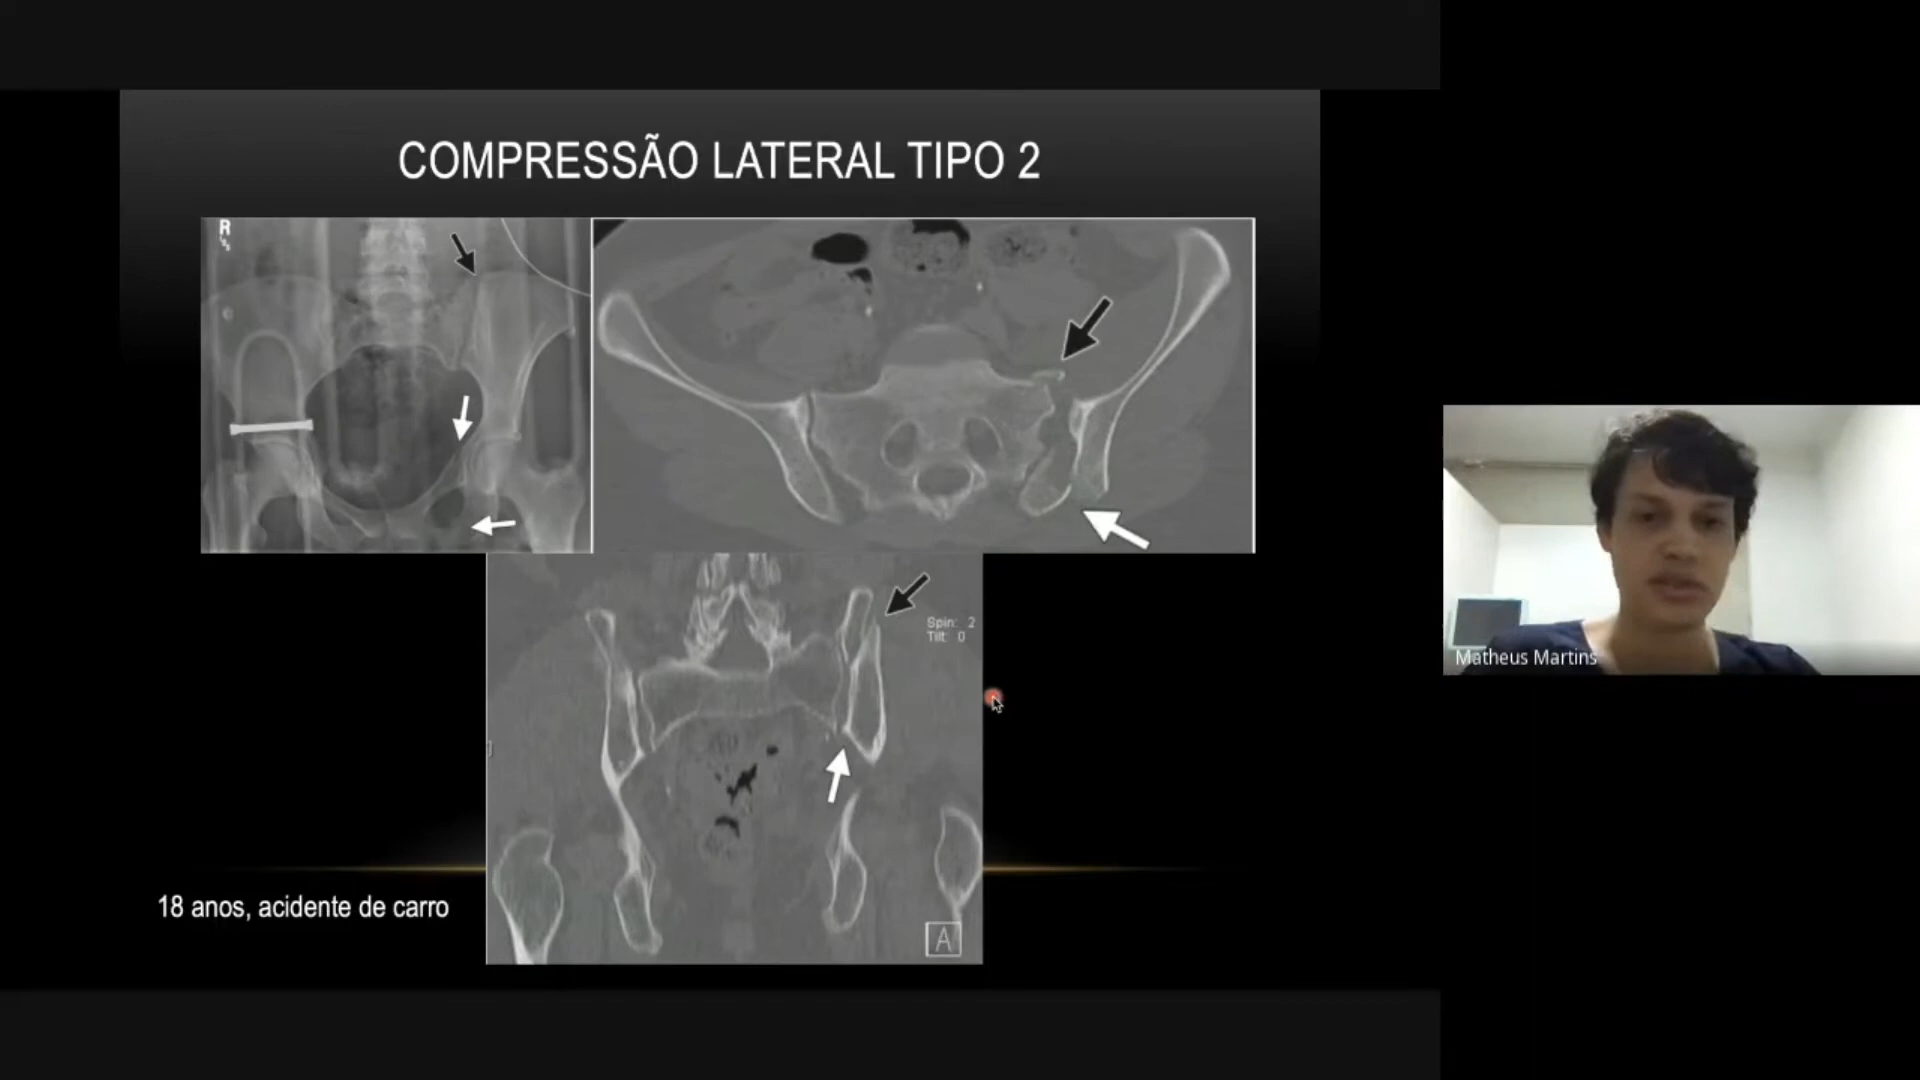 COMPRESSÃO LATERAL TIPO 2
R
Spin: 2
Tilt: 0
Matheus Martins
18 anos, acidente de carro
A